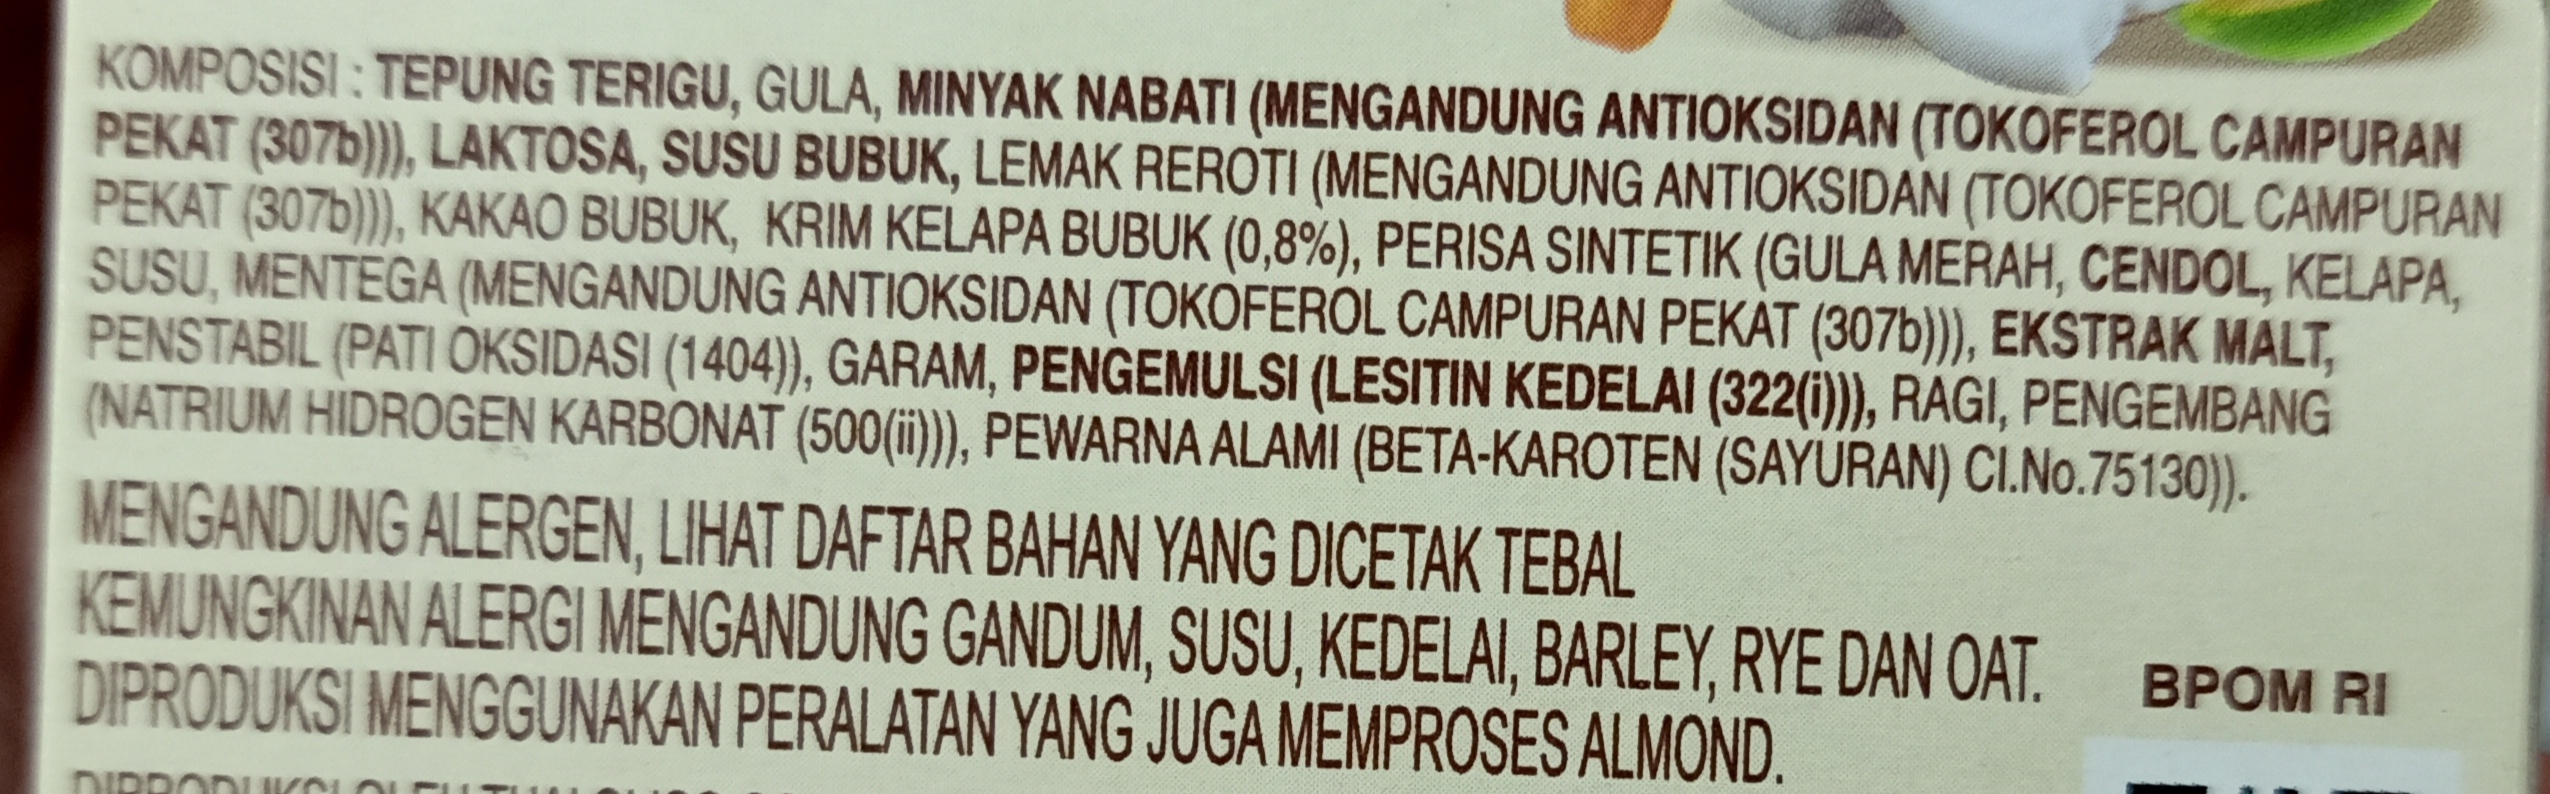 KOMPOSISI : TEPUNG TERIGU, GULA, MINYAK NABATI (MENGANDUNG ANTIOKSIDAN (TOKOFEROL CAMPURAN
PEKAT (307b))), LAKTOSA, SUSU BUBUK, LEMAK REROTI (MENGANDUNG ANTIOKSIDAN (TOKOFEROL CAMPURAN
PEKAT (307b))), KAKAO BUBUK, KRIM KELAPA BUBUK (0,8%), PERISA SINTETIK (GULA MERAH, CENDOL, KELAPA,
SUSU, MENTEGA (MENGANDUNG ANTIOKSIDAN (TOKOFEROL CAMPURAN PEKAT (307b))), EKSTRAK MALT,
PENSTABIL (PATI OKSIDASI (1404)), GARAM, PENGEMULSI (LESITIN KEDELAI (322(i))), RAGI, PENGEMBANG
(NATRIUM HIDROGEN KARBONAT (500(ii))), PEWARNA ALAMI (BETA-KAROTEN (SAYURAN) CI.No.75130)).
MENGANDUNG ALERGEN, LIHAT DAFTAR BAHAN YANG DICETAK TEBAL
KEMUNGKINAN ALERGI MENGANDUNG GANDUM, SUSU, KEDELAI, BARLEY, RYE DAN OAT.
DIPRODUKSI MENGGUNAKAN PERALATAN YANG JUGA MEMPROSES ALMOND.
BPOM RI
DIPRODUKSI OLEH